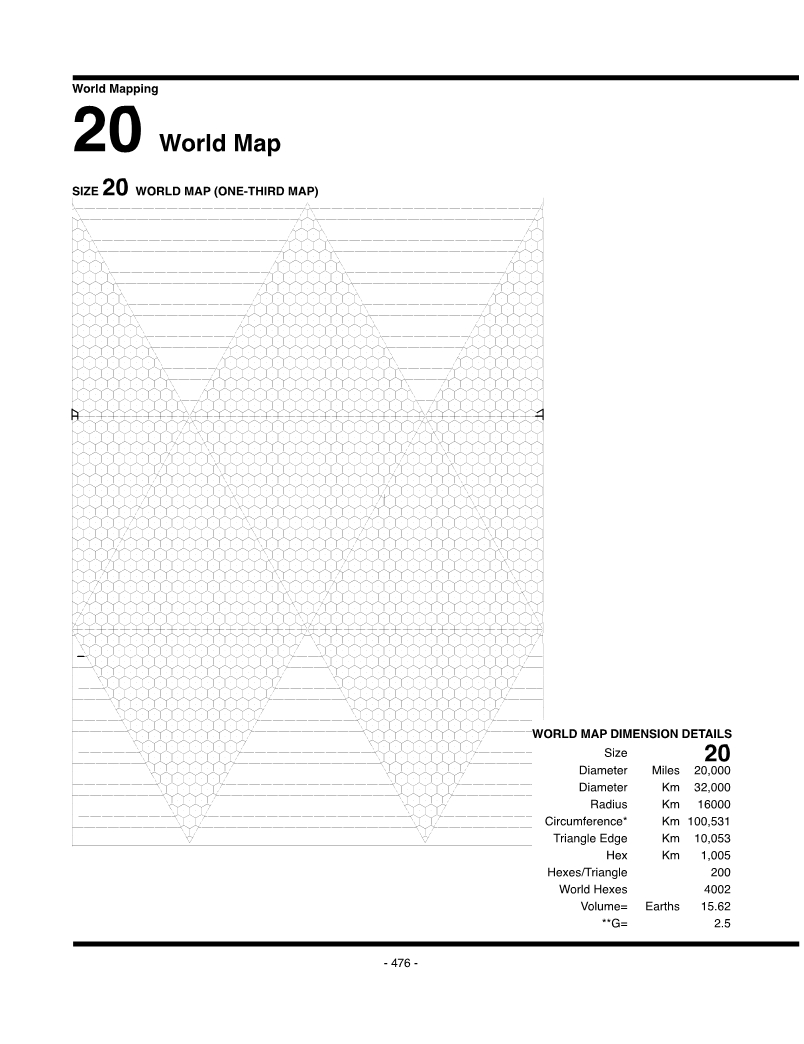 World Mapping
20 World Map
SIZE 20 WORLD MAP (ONE-THIRD MAP)
WORLD MAP DIMENSION DETAILS
Size 20
Diameter Miles 20,000
Diameter Km 32,000
Radius Km 16000
Circumference* Km 100,531
Triangle Edge Km 10,053
Hex Km 1,005
Hexes/Triangle 200
World Hexes 4002
Volume= Earths 15.62
**G= 2.5
- 476 -